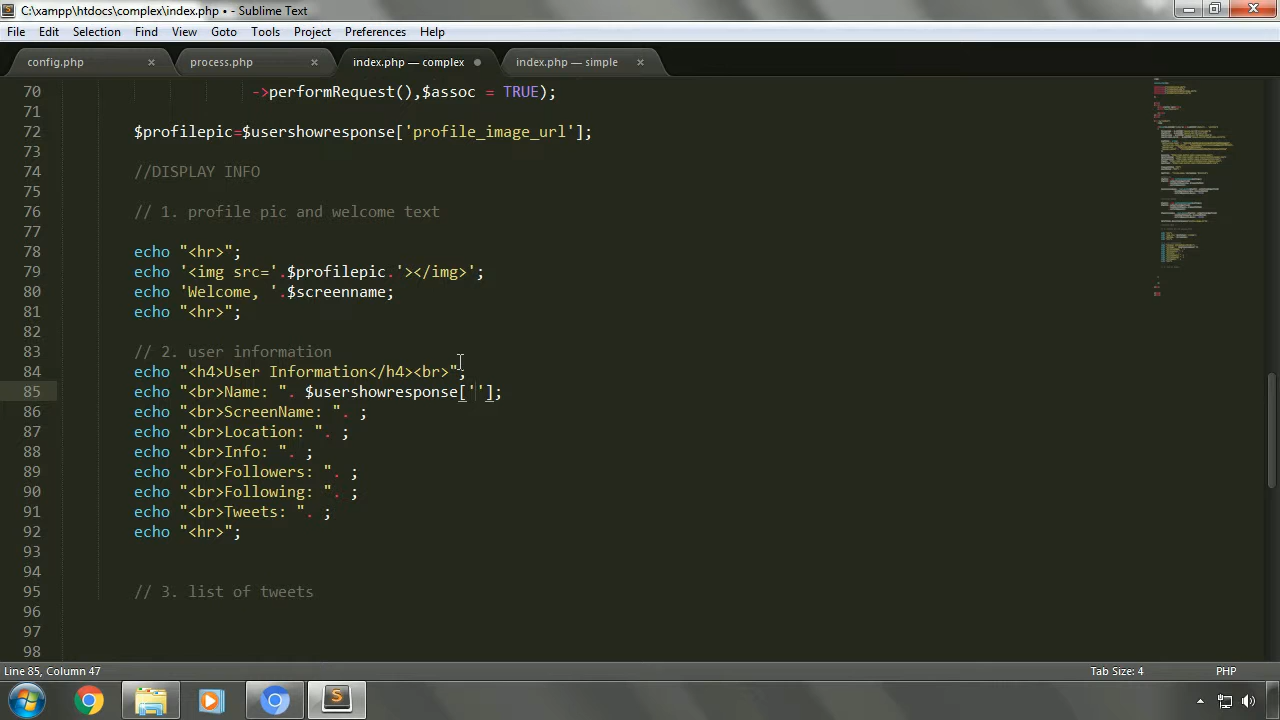 C:\xampp\htdocs\complex\index.php • - Sublime Text
File Edit Selection Find View Goto Tools Project Preferences Help
config.php process.php index.php — complex index.php — simple
70 ->performRequest(),$assoc = TRUE);
71
72 $profilepic=$usershowresponse['profile_image_url'];
73
74 //DISPLAY INFO
75
76 // 1. profile pic and welcome text
77
78 echo "<hr>";
79 echo '<img src='.$profilepic.'></img>';
80 echo 'Welcome, '.$screenname;
81 echo "<hr>";
82
83 // 2. user information
84 echo "<h4>User Information</h4><br>";
85 echo "<br>Name: ". $usershowresponse[''];
86 echo "<br>ScreenName: ". ;
87 echo "<br>Location: ". ;
88 echo "<br>Info: ". ;
89 echo "<br>Followers: ". ;
90 echo "<br>Following: ". ;
91 echo "<br>Tweets: ". ;
92 echo "<hr>";
93
94
95 // 3. list of tweets
96
97
98
Line 85, Column 47 Tab Size: 4 PHP